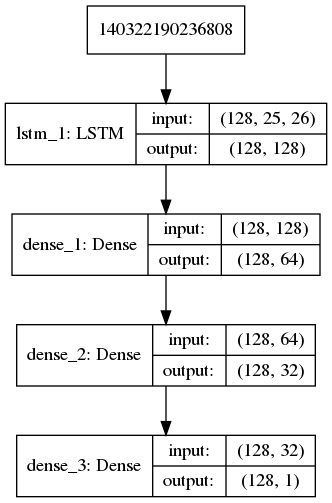 140322190236808
lstm_1: LSTM
input:
(128, 25, 26)
output:
(128, 128)
dense_1: Dense
input:
(128, 128)
output:
(128, 64)
dense_2: Dense
input:
(128, 64)
output:
(128, 32)
dense_3: Dense
input:
(128, 32)
output:
(128, 1)